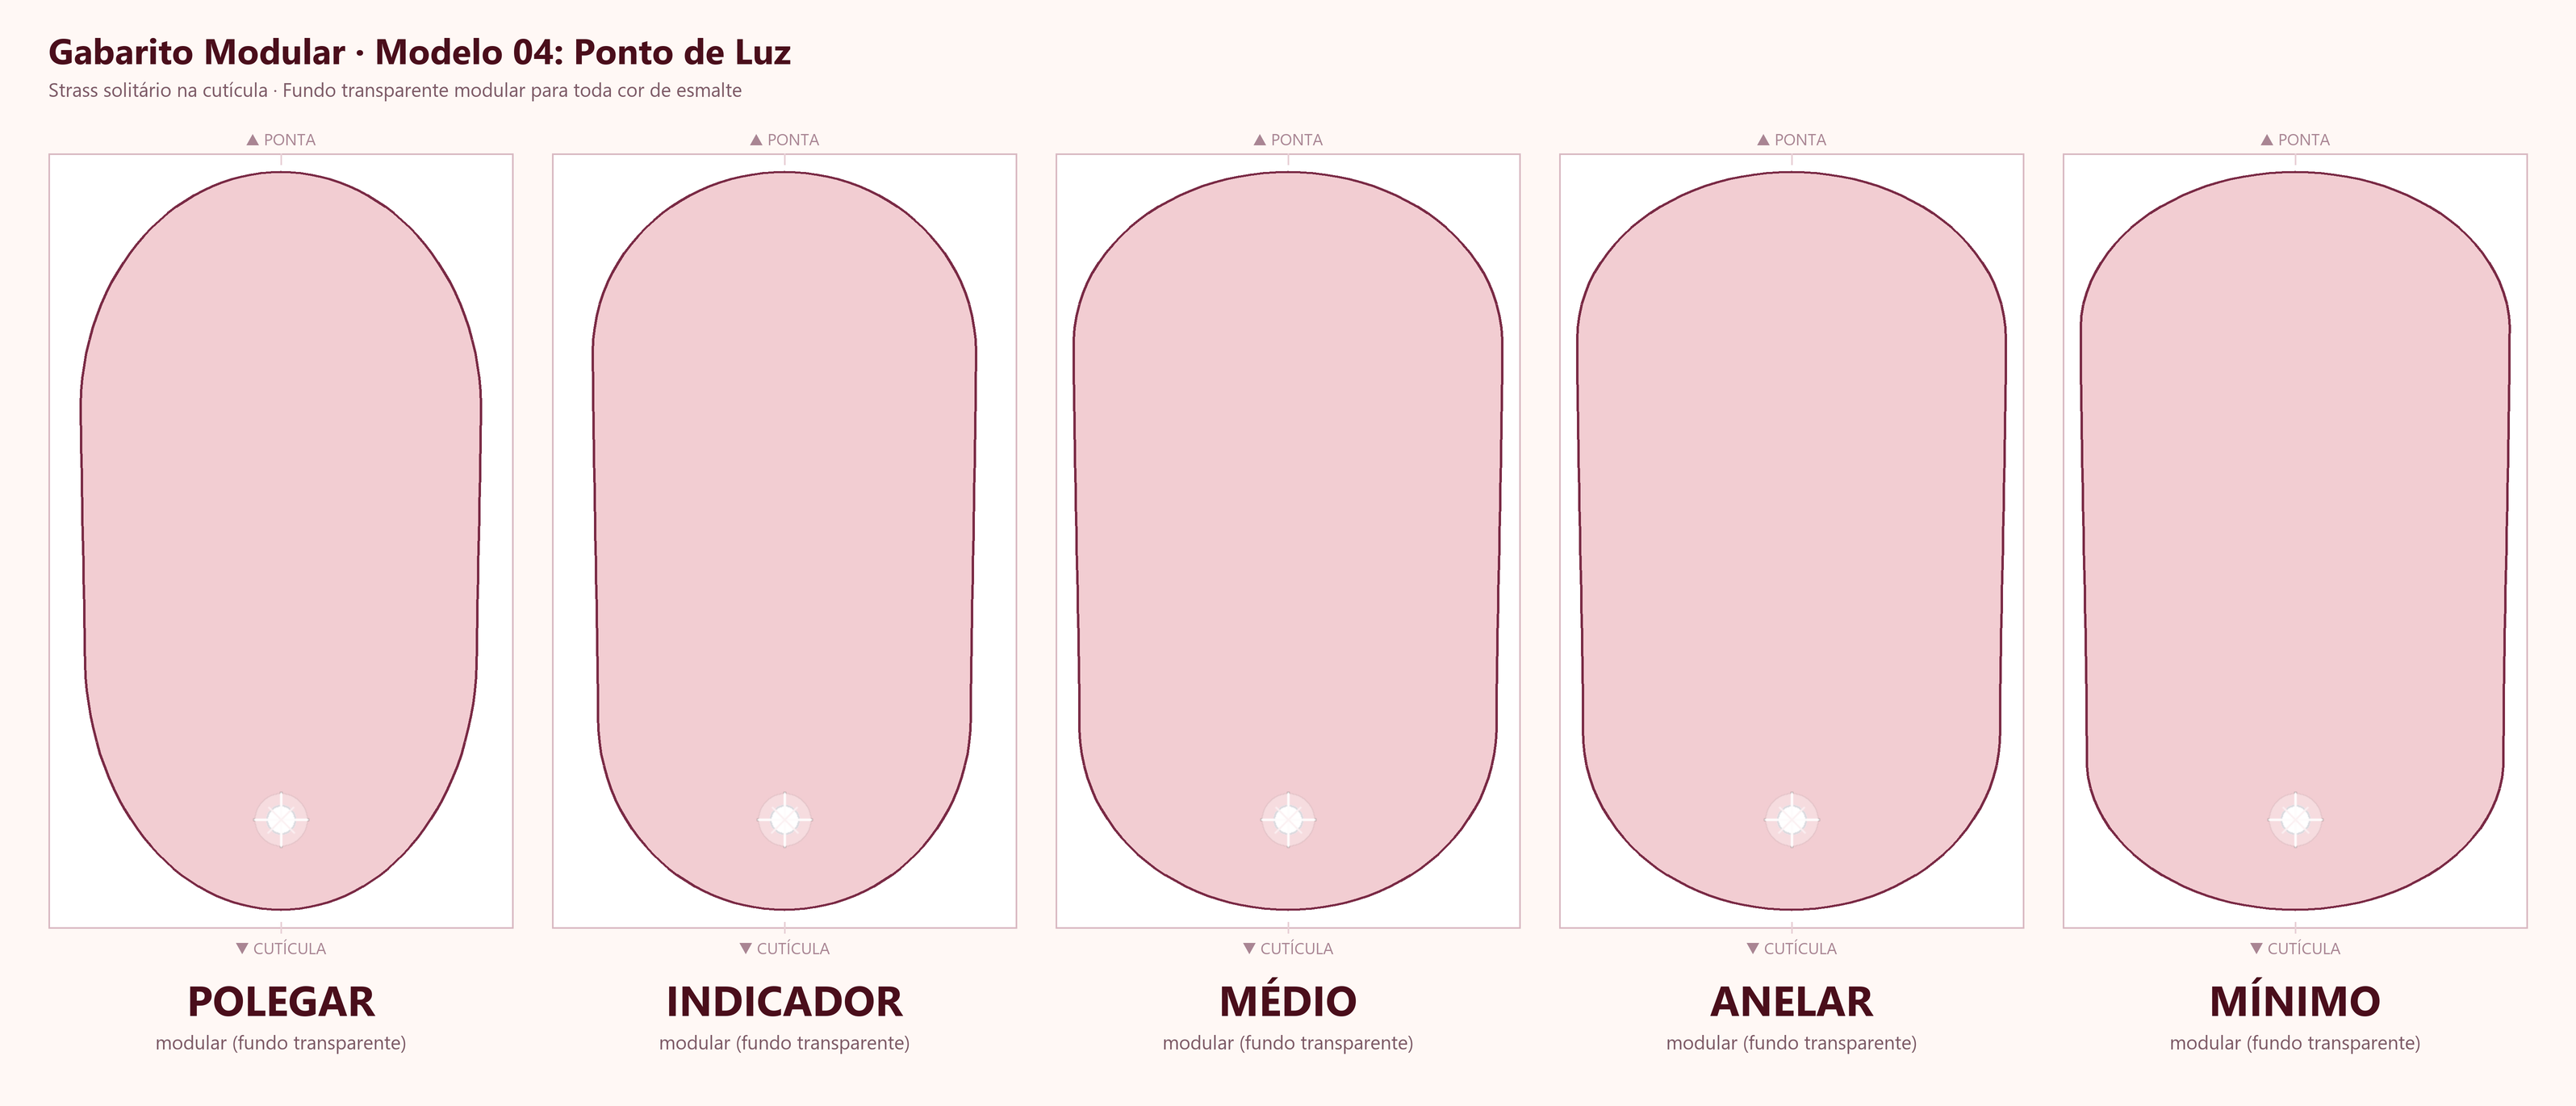 Gabarito Modular · Modelo 04: Ponto de Luz
Strass solitário na cutícula · Fundo transparente modular para toda cor de esmalte
▲ PONTA
▲ PONTA
▲ PONTA
▲ PONTA
▲ PONTA
▼ CUTÍCULA
▼ CUTÍCULA
▼ CUTÍCULA
▼ CUTÍCULA
▼ CUTÍCULA
POLEGAR
INDICADOR
MÉDIO
ANELAR
MÍNIMO
modular (fundo transparente)
modular (fundo transparente)
modular (fundo transparente)
modular (fundo transparente)
modular (fundo transparente)